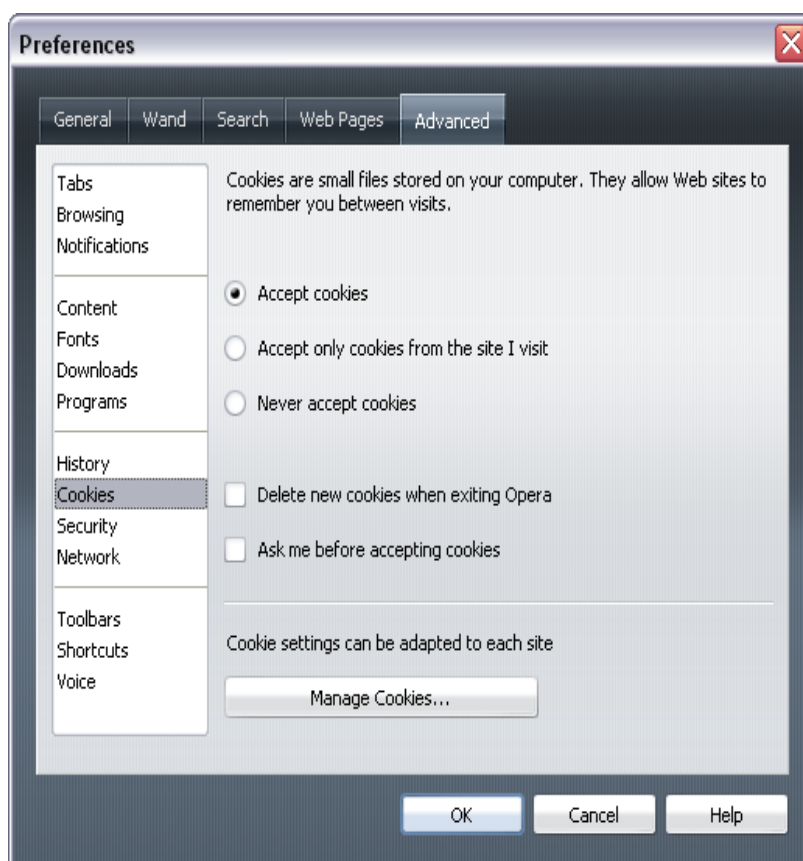 Preferences
General Wand Search Web Pages Advanced
Tabs
Browsing
Notifications
Content
Fonts
Downloads
Programs
History
Cookies
Security
Network
Toolbars
Shortcuts
Voice
Cookies are small files stored on your computer. They allow Web sites to
remember you between visits.
Accept cookies
Accept only cookies from the site I visit
Never accept cookies
Delete new cookies when exiting Opera
Ask me before accepting cookies
Cookie settings can be adapted to each site
Manage Cookies...
OK Cancel Help